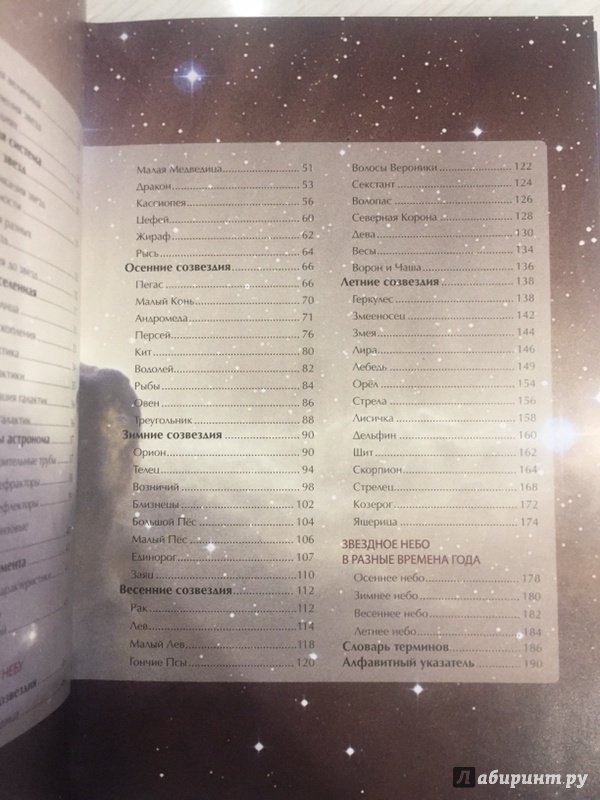 система
звезд
Малая Медведица 51
Дракон 53
Кассиопея 56
Цефей 60
Жираф 62
Рысь 64
Осенние созвездия 66
Пегас 66
Малый Конь 70
Андромеда 71
Персей 76
Кит 80
Водолей 82
Рыбы 84
Овен 86
Треугольник 88
Зимние созвездия 90
Орион 90
Телец 94
Возничий 98
Близнецы 102
Большой Пёс 104
Малый Пёс 106
Единорог 107
Заяц 110
Весенние созвездия 112
Рак 112
Лев 114
Малый Лев 118
Гончие Псы 120
Волосы Вероники 122
Секстант 124
Волопас 126
Северная Корона 128
Дева 130
Весы 134
Ворон и Чаша 136
Летние созвездия 138
Геркулес 138
Змееносец 142
Змея 144
Лира 146
Лебедь 149
Орёл 154
Стрела 156
Лисичка 158
Дельфин 160
Щит 162
Скорпион 164
Стрелец 168
Козерог 172
Ящерица 174
ЗВЕЗДНОЕ НЕБО
В РАЗНЫЕ ВРЕМЕНА ГОДА
Осеннее небо 178
Зимнее небо 180
Весеннее небо 182
Летнее небо 184
Словарь терминов 186
Алфавитный указатель 190
Лабиринт.ру